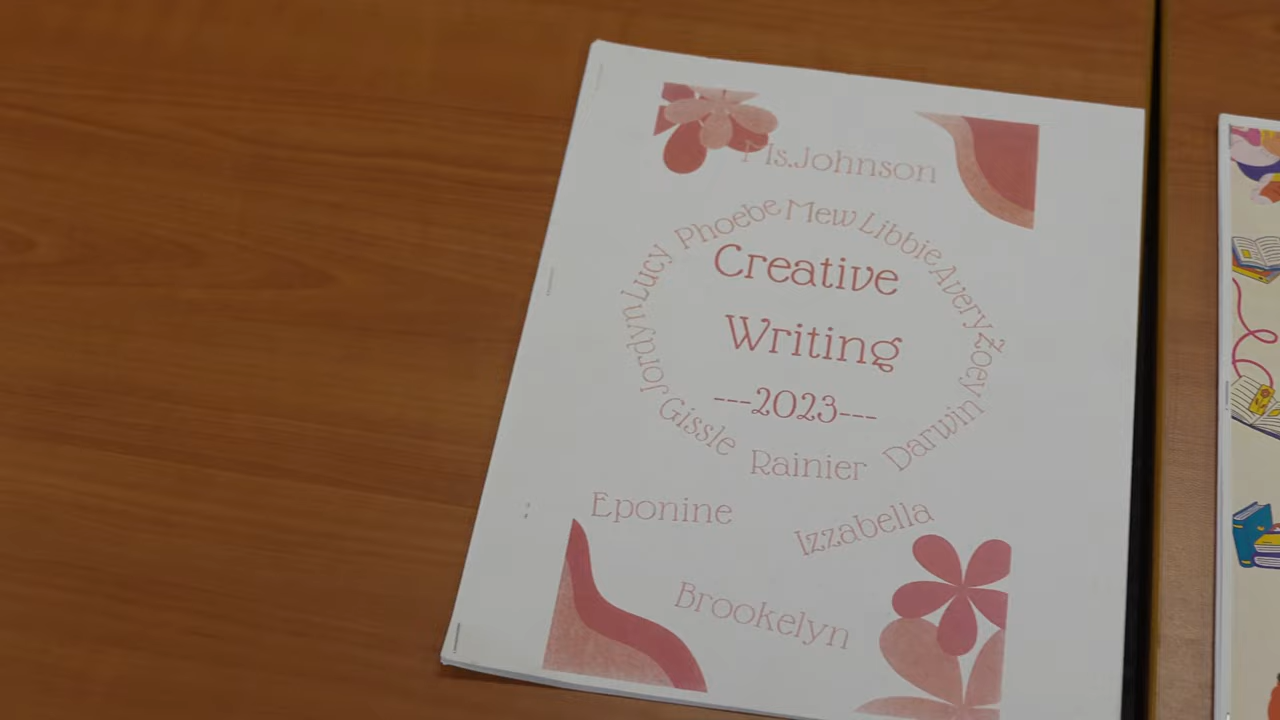 Ms.Johnson
Phoebe Mew Libbie Avery Zoey Darwin Rainier Gissle Jordyn Lucy
Creative
Writing
---2023---
Eponine
Izzabella
Brookelyn